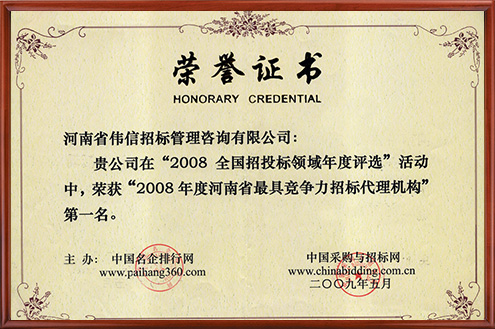 荣誉证书
HONORARY CREDENTIAL
河南省伟信招标管理咨询有限公司：
贵公司在“2008 全国招投标领域年度评选”活动
中，荣获“2008年度河南省最具竞争力招标代理机构”
第一名。
主 办：中国名企排行网 中国采购与招标网
www.paihang360.com www.chinabidding.com.cn
二〇〇九年五月